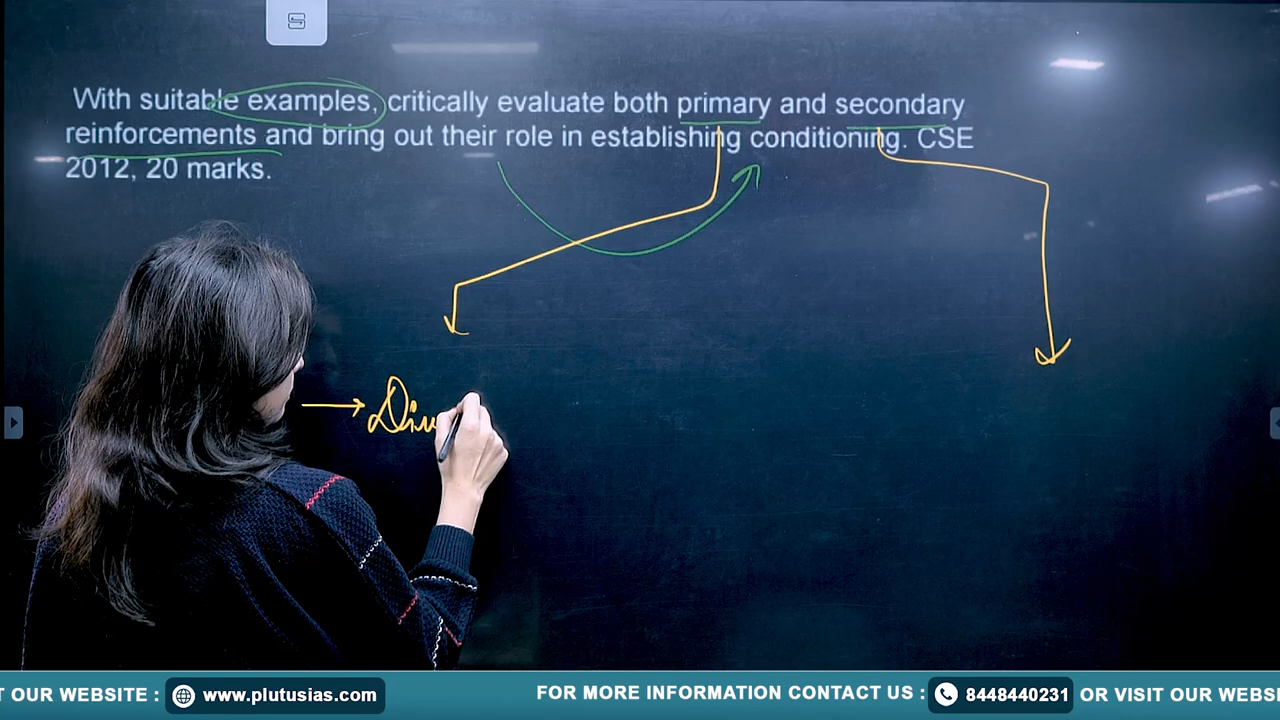 With suitable examples, critically evaluate both primary and secondary
reinforcements and bring out their role in establishing conditioning. CSE
2012, 20 marks.
T OUR WEBSITE : www.plutusias.com FOR MORE INFORMATION CONTACT US : 8448440231 OR VISIT OUR WEBS